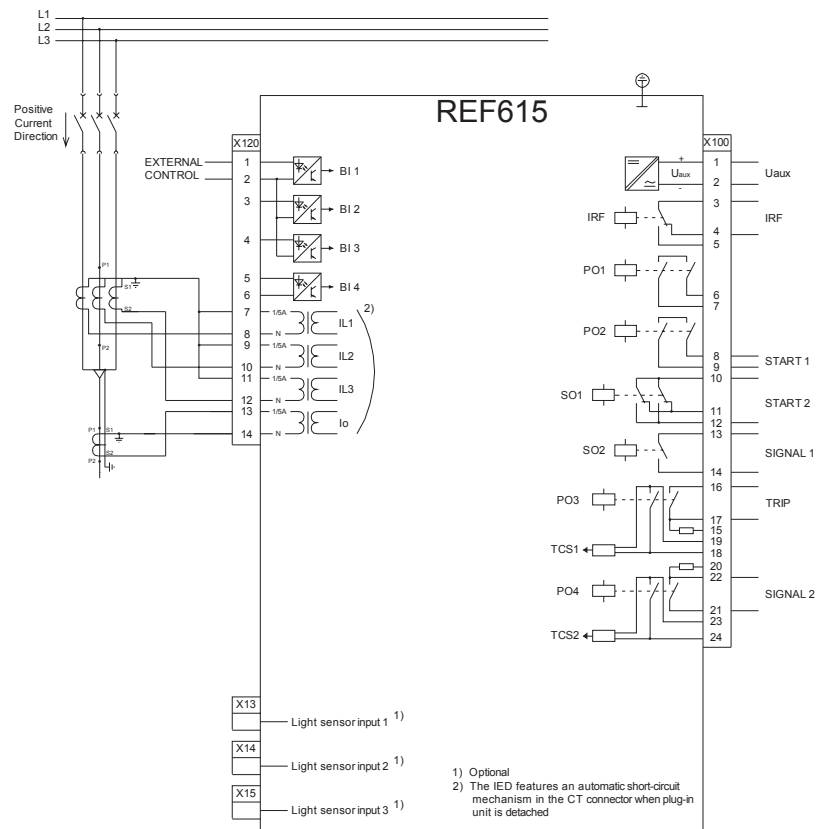 L1
L2
L3
Positive
Current
Direction
REF615
X120
X100
EXTERNAL
CONTROL
1
2
3
4
5
6
7
8
9
10
11
12
13
14
BI 1
BI 2
BI 3
BI 4
1/5A
N
1/5A
N
1/5A
N
1/5A
N
IL1
IL2
IL3
Io
2)
P1
S1
S2
P2
P1
S1
S2
P2
+
Uaux
-
1
2
Uaux
IRF
3
4
5
IRF
PO1
6
7
PO2
8
9
START 1
SO1
10
11
12
START 2
SO2
13
14
SIGNAL 1
PO3
16
17
15
19
18
TRIP
TCS1
PO4
20
22
21
23
24
SIGNAL 2
TCS2
X13
Light sensor input 1 1)
X14
Light sensor input 2 1)
X15
Light sensor input 3 1)
1) Optional
2) The IED features an automatic short-circuit
mechanism in the CT connector when plug-in
unit is detached